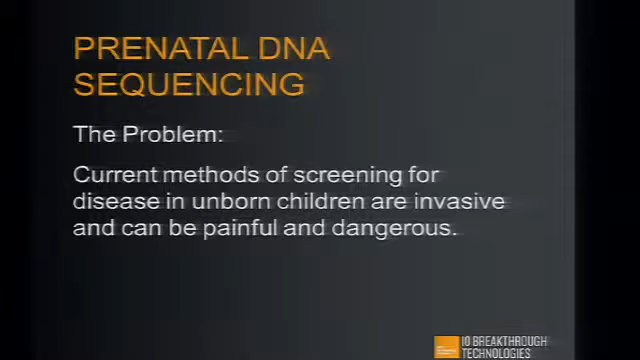 PRENATAL DNA
SEQUENCING
The Problem:
Current methods of screening for
disease in unborn children are invasive
and can be painful and dangerous.
10 BREAKTHROUGH
TECHNOLOGIES